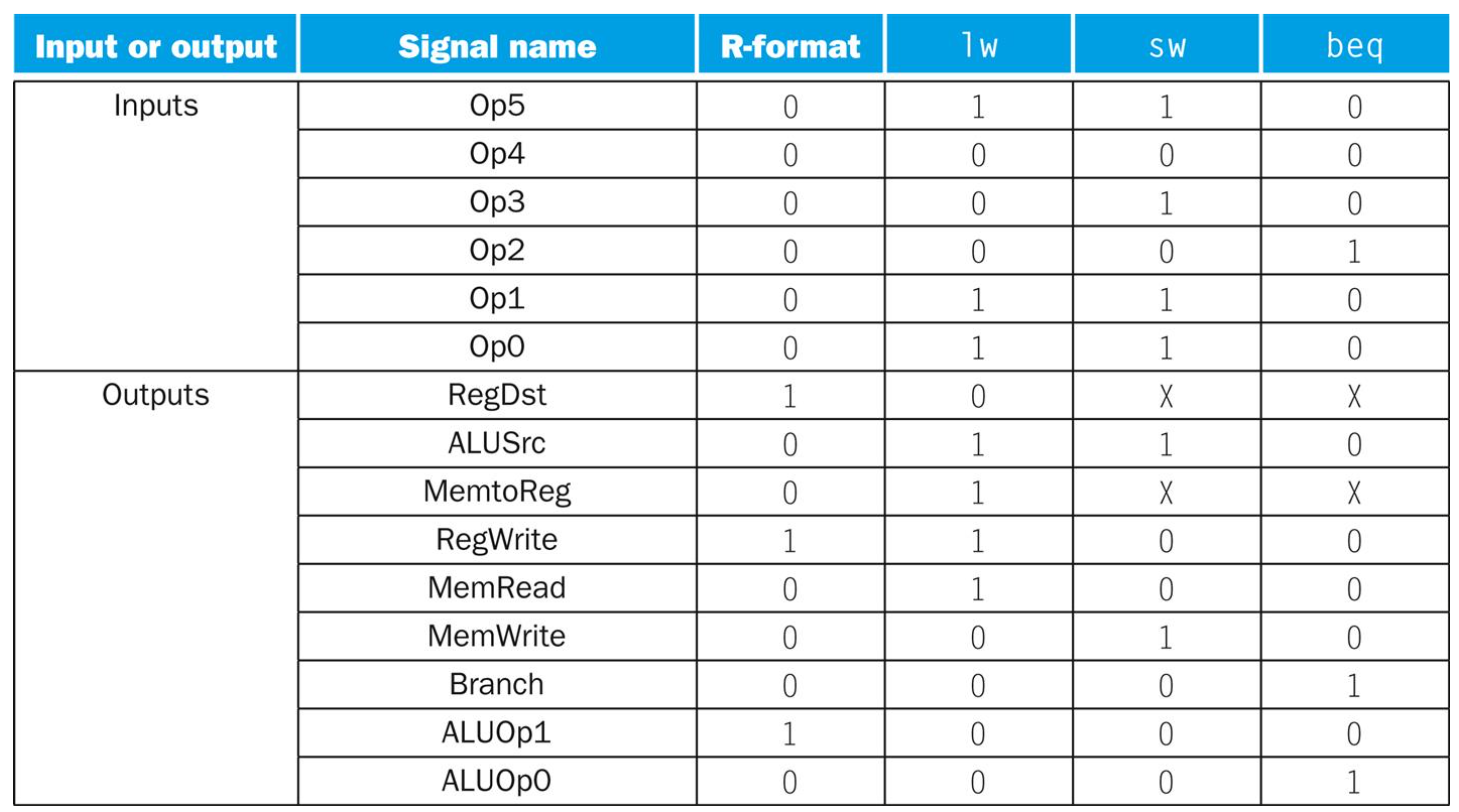 Input or output Signal name R-format lw sw beq
Inputs Op5 0 1 1 0
Op4 0 0 0 0
Op3 0 0 1 0
Op2 0 0 0 1
Op1 0 1 1 0
Op0 0 1 1 0
Outputs RegDst 1 0 X X
ALUSrc 0 1 1 0
MemtoReg 0 1 X X
RegWrite 1 1 0 0
MemRead 0 1 0 0
MemWrite 0 0 1 0
Branch 0 0 0 1
ALUOp1 1 0 0 0
ALUOp0 0 0 0 1